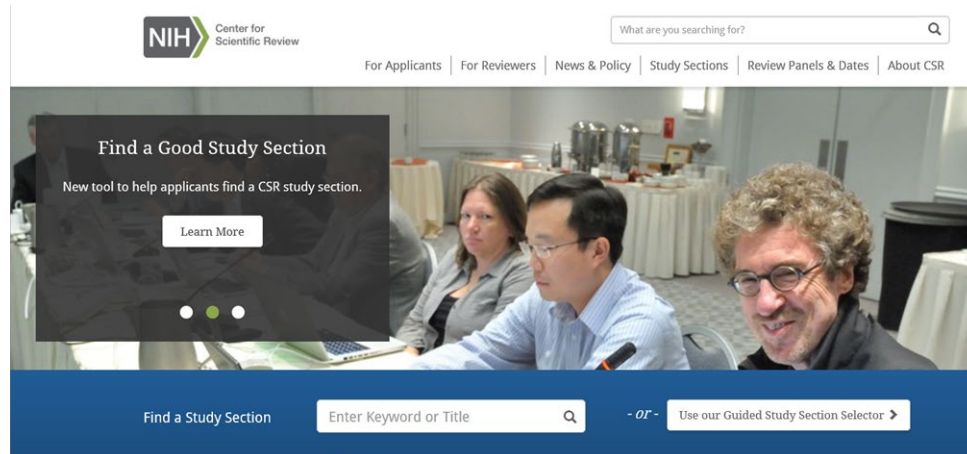 NIH
Center for
Scientific Review
What are you searching for?
For Applicants
For Reviewers
News & Policy
Study Sections
Review Panels & Dates
About CSR
Find a Good Study Section
New tool to help applicants find a CSR study section.
Learn More
Find a Study Section
Enter Keyword or Title
- or -
Use our Guided Study Section Selector